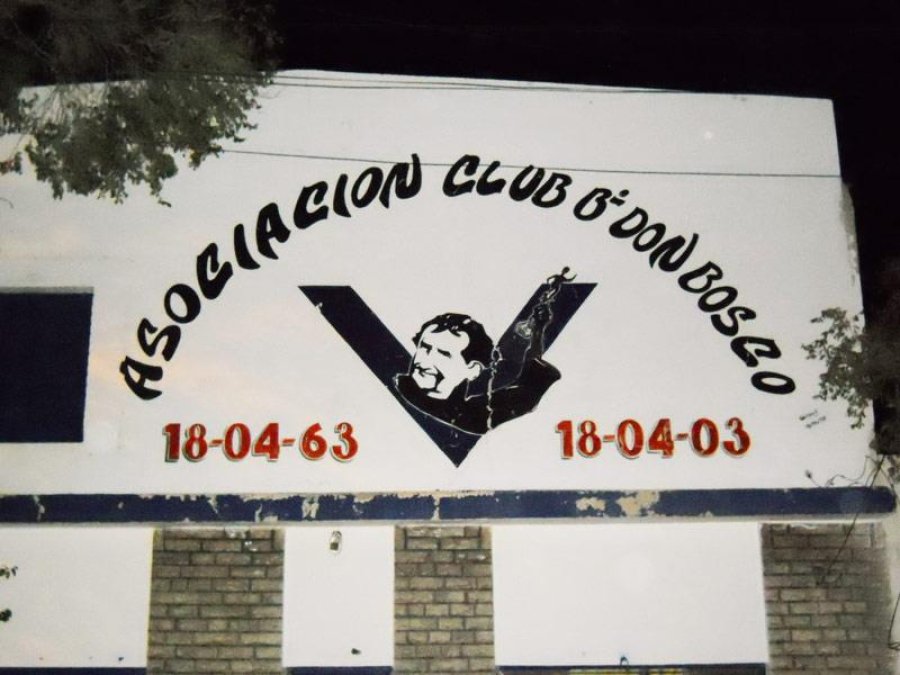 ASOCIACION CLUB Bº DON BOSCO
18-04-63
18-04-03